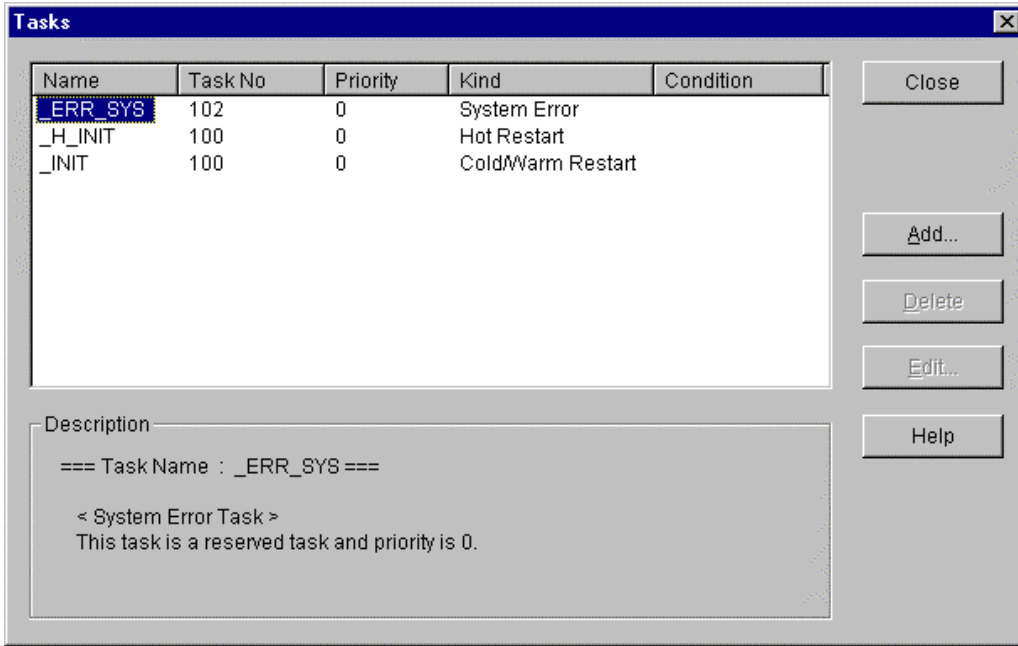 Tasks
Name Task No Priority Kind Condition
_ERR_SYS 102 0 System Error
_H_INIT 100 0 Hot Restart
_INIT 100 0 Cold/Warm Restart
Close
Add...
Delete
Edit...
Help
Description
=== Task Name : _ERR_SYS ===
< System Error Task >
This task is a reserved task and priority is 0.